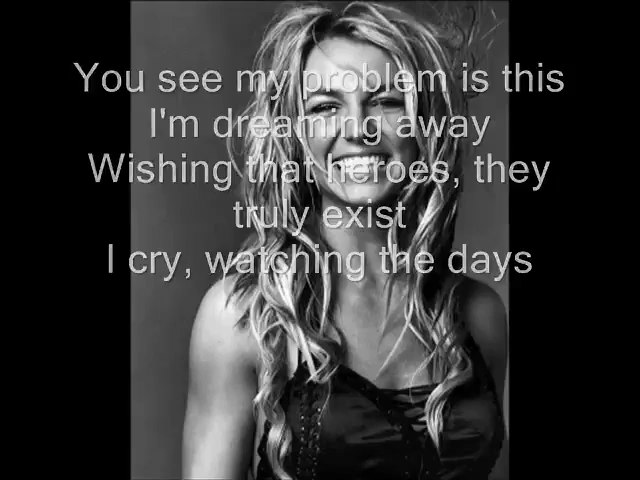 You see my problem is this
I'm dreaming away
Wishing that heroes, they
truly exist
I cry, watching the days